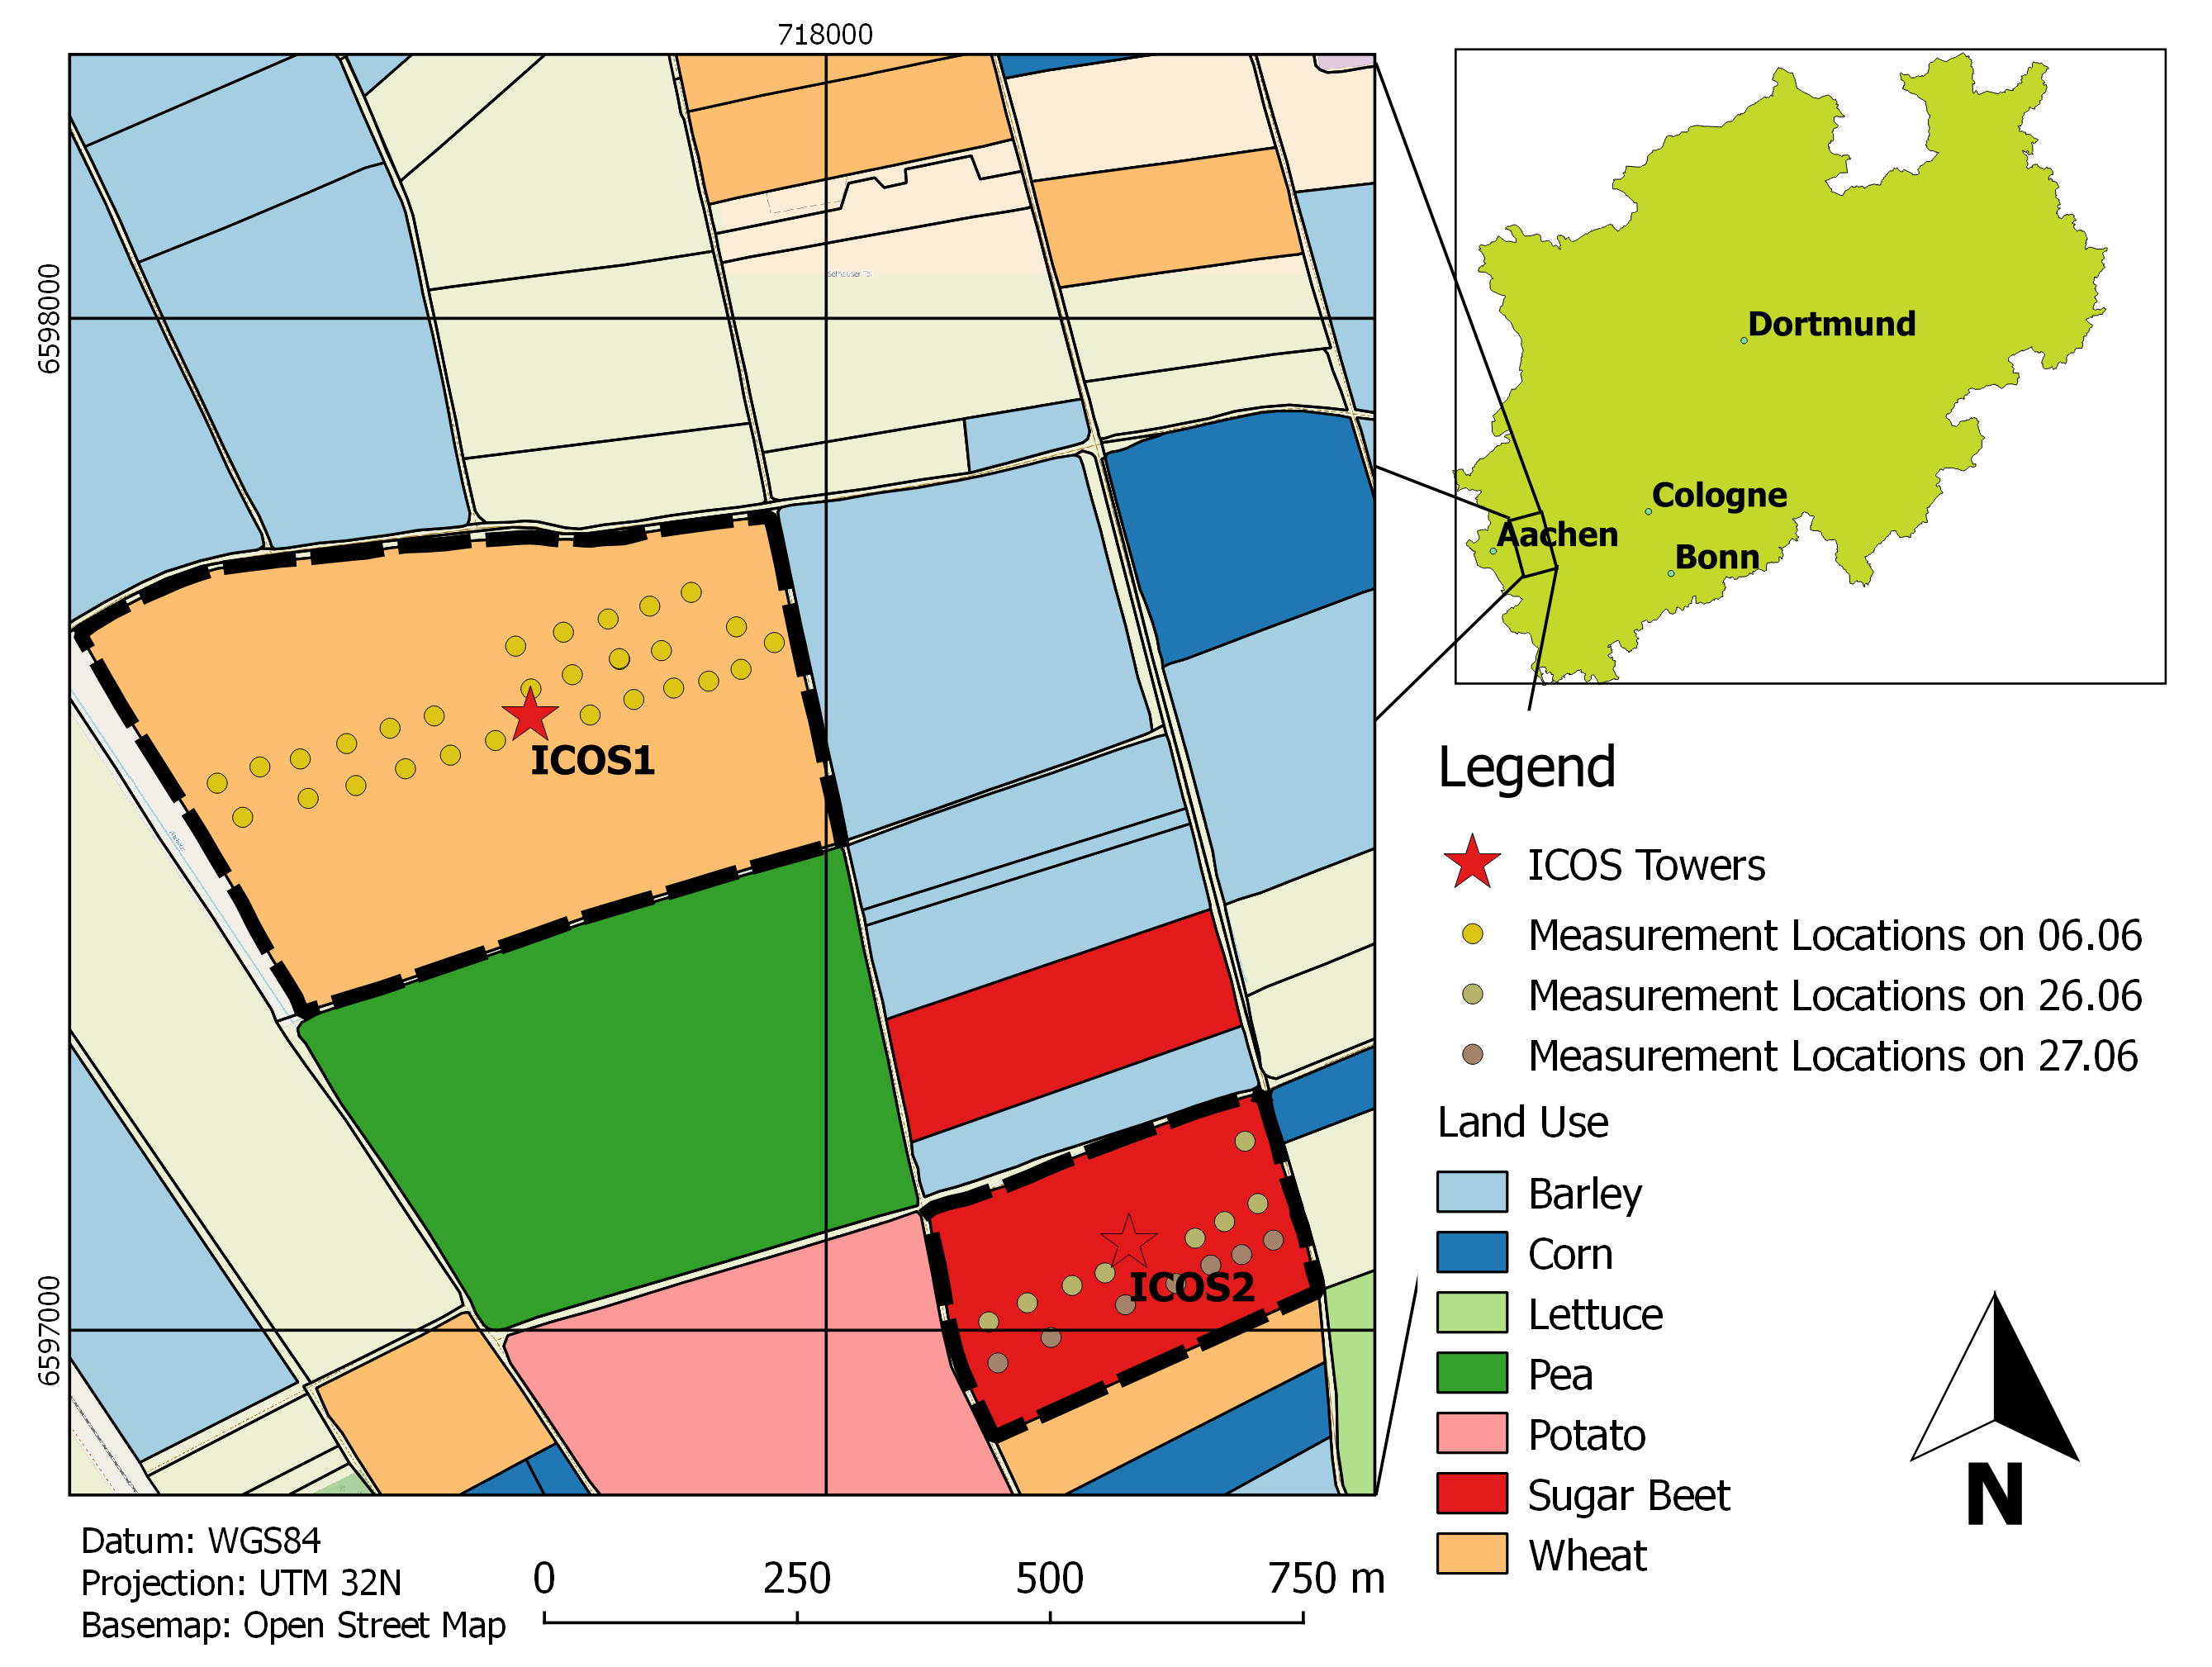 718000
6598000
6597000
Selhauser Ta
ICOS1
ICOS2
Dortmund
Cologne
Aachen
Bonn
Legend
ICOS Towers
Measurement Locations on 06.06
Measurement Locations on 26.06
Measurement Locations on 27.06
Land Use
Barley
Corn
Lettuce
Pea
Potato
Sugar Beet
Wheat
N
Datum: WGS84
Projection: UTM 32N
Basemap: Open Street Map
0 250 500 750 m